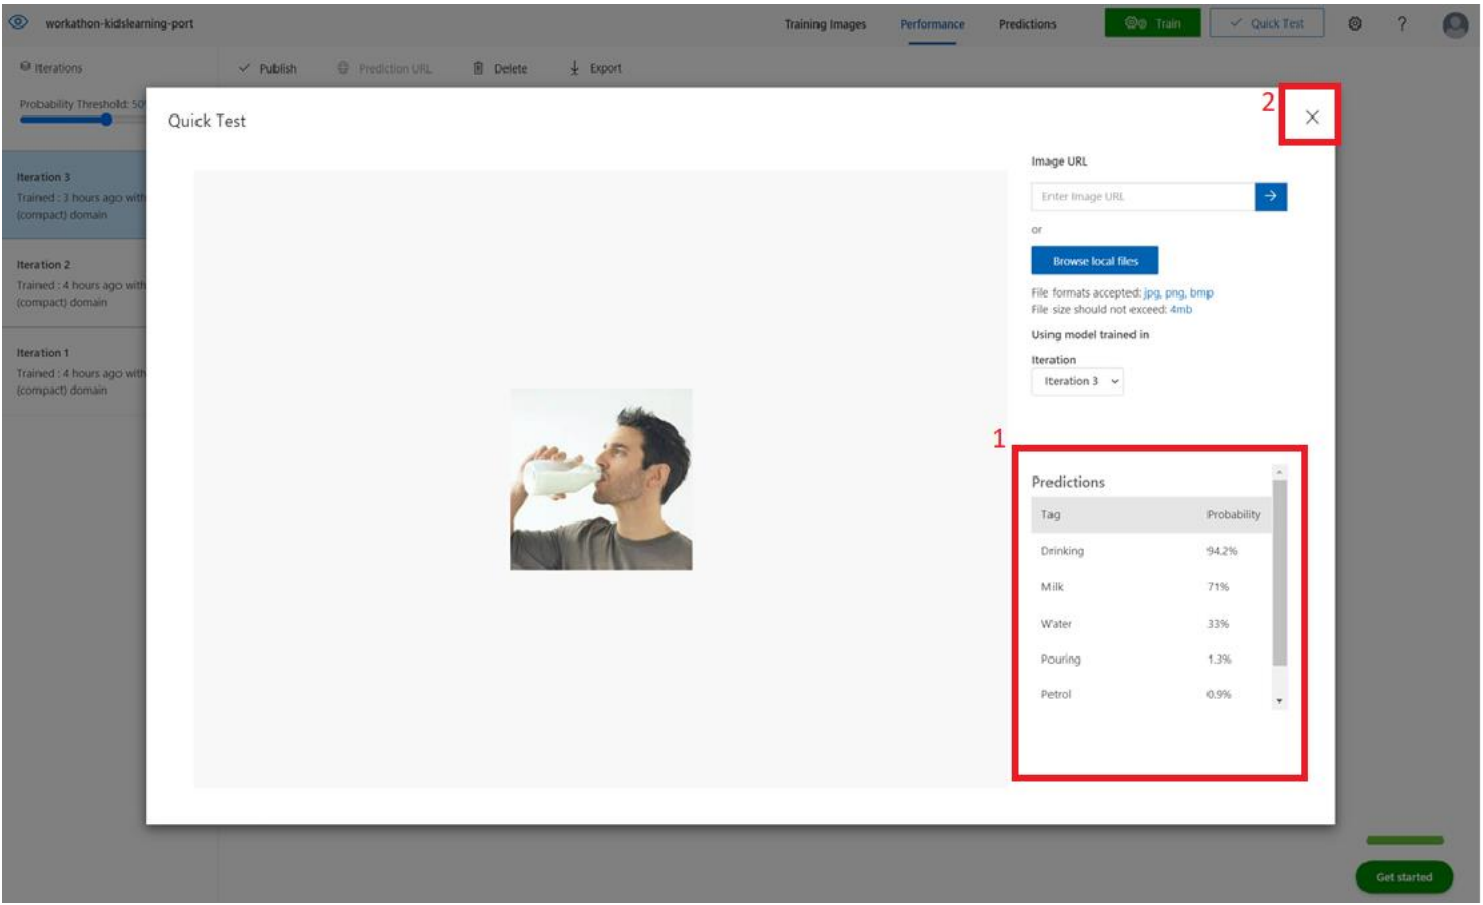 workathon-kidslearning-port
Training Images
Performance
Predictions
Train
Quick Test
?
Iterations
Publish
Prediction URL
Delete
Export
Probability Threshold: 50
Quick Test
2
Iteration 3
Trained : 3 hours ago with
(compact) domain
Iteration 2
Trained : 4 hours ago with
(compact) domain
Iteration 1
Trained : 4 hours ago with
(compact) domain
Image URL
Enter Image URL
or
Browse local files
File formats accepted: jpg, png, bmp
File size should not exceed: 4mb
Using model trained in
Iteration
Iteration 3
1
Predictions
Tag Probability
Drinking 94.2%
Milk 71%
Water 33%
Pouring 1.3%
Petrol 0.9%
Get started